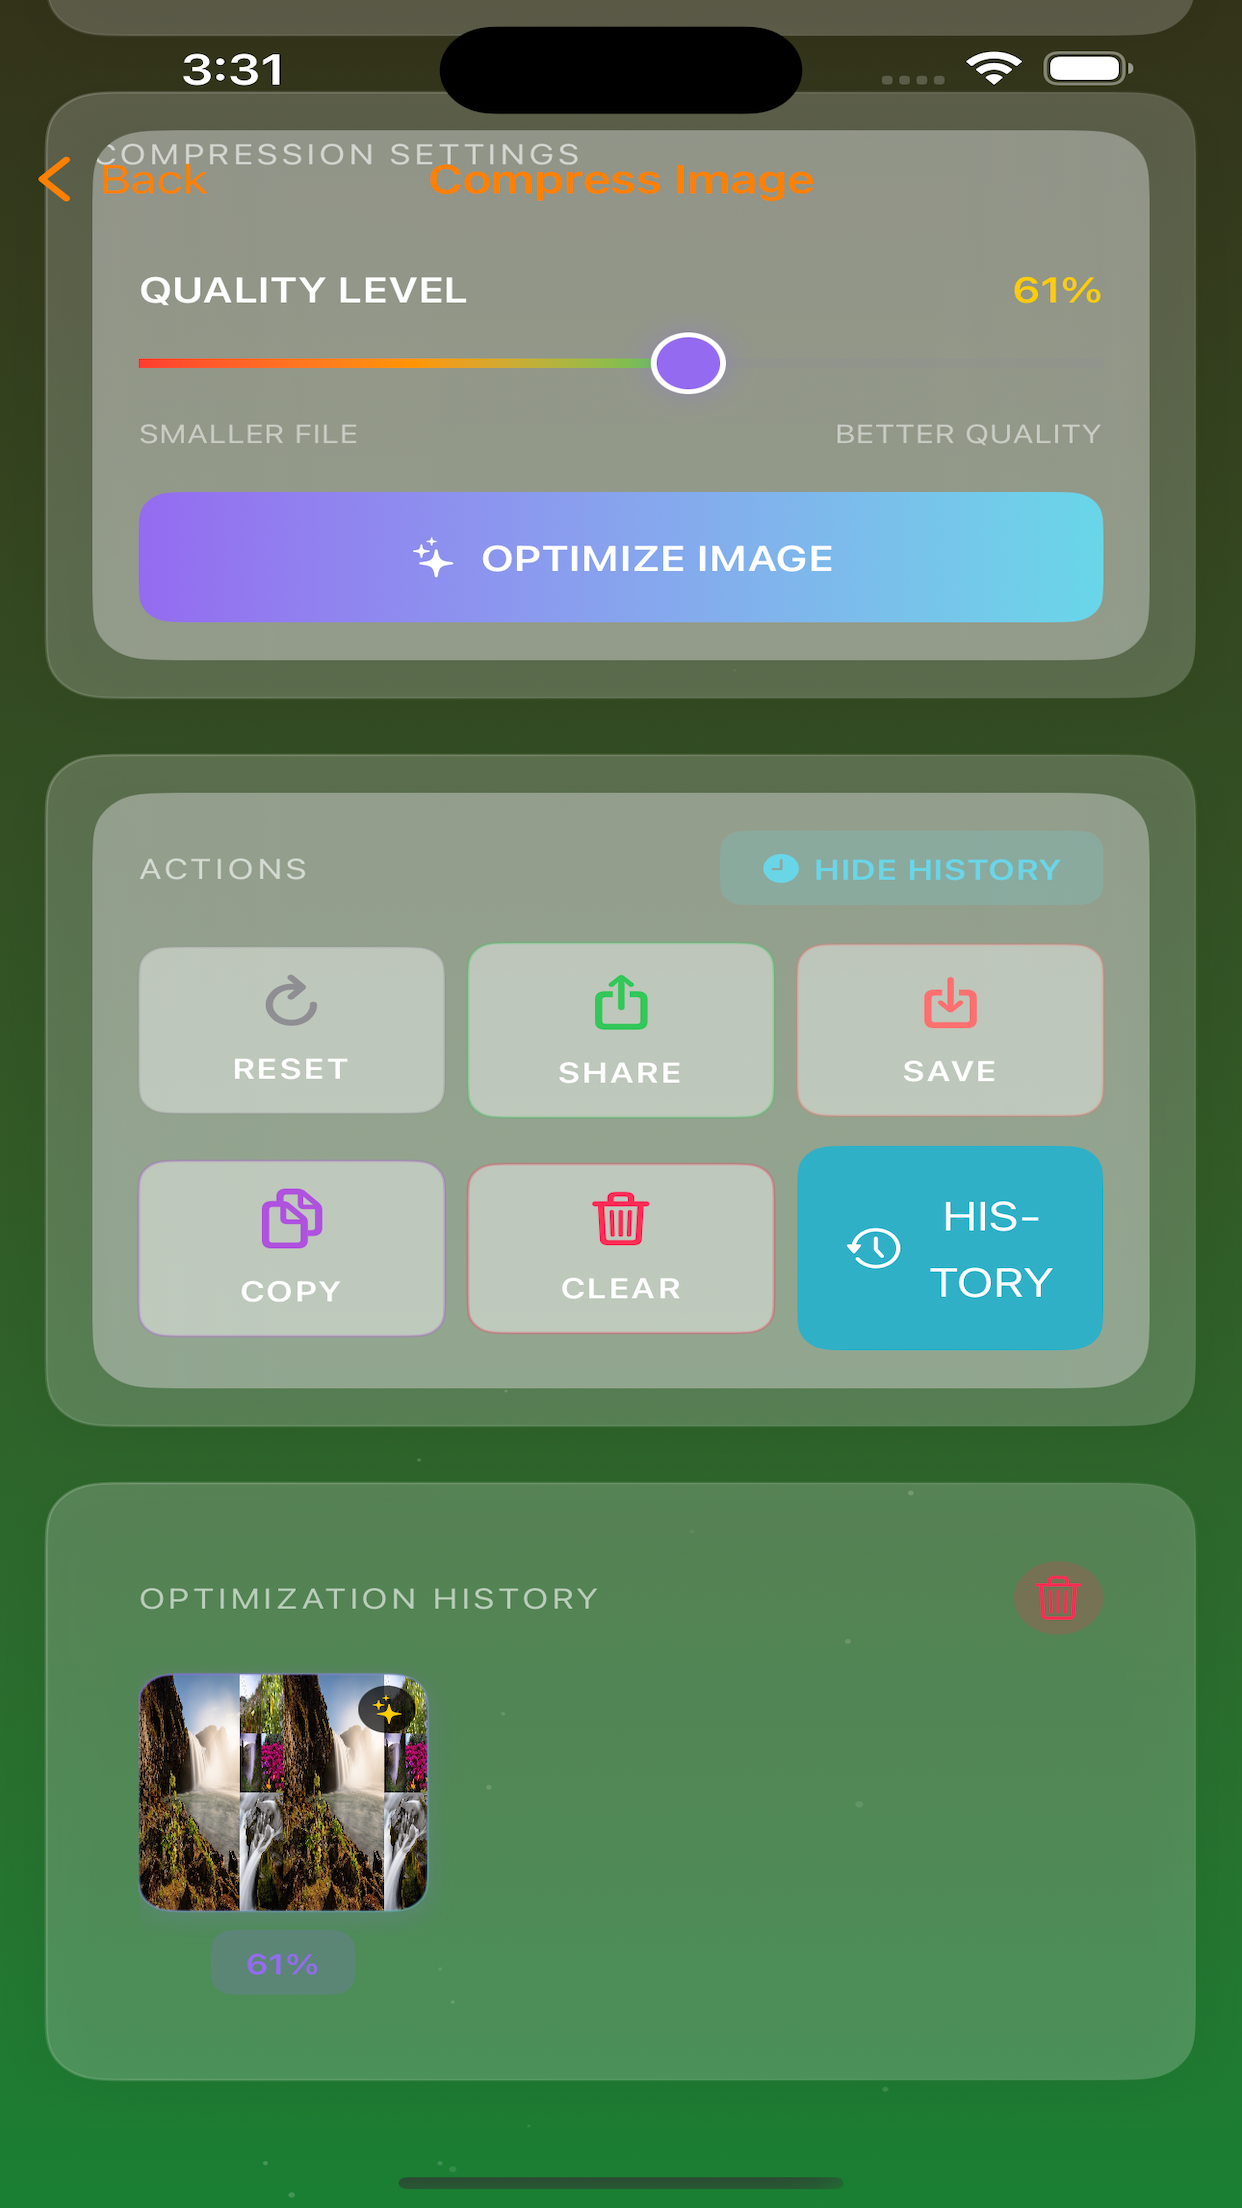 3:31
COMPRESSION SETTINGS
Back
Compress Image
QUALITY LEVEL
61%
SMALLER FILE
BETTER QUALITY
OPTIMIZE IMAGE
ACTIONS
HIDE HISTORY
RESET
SHARE
SAVE
COPY
CLEAR
HIS-
TORY
OPTIMIZATION HISTORY
61%